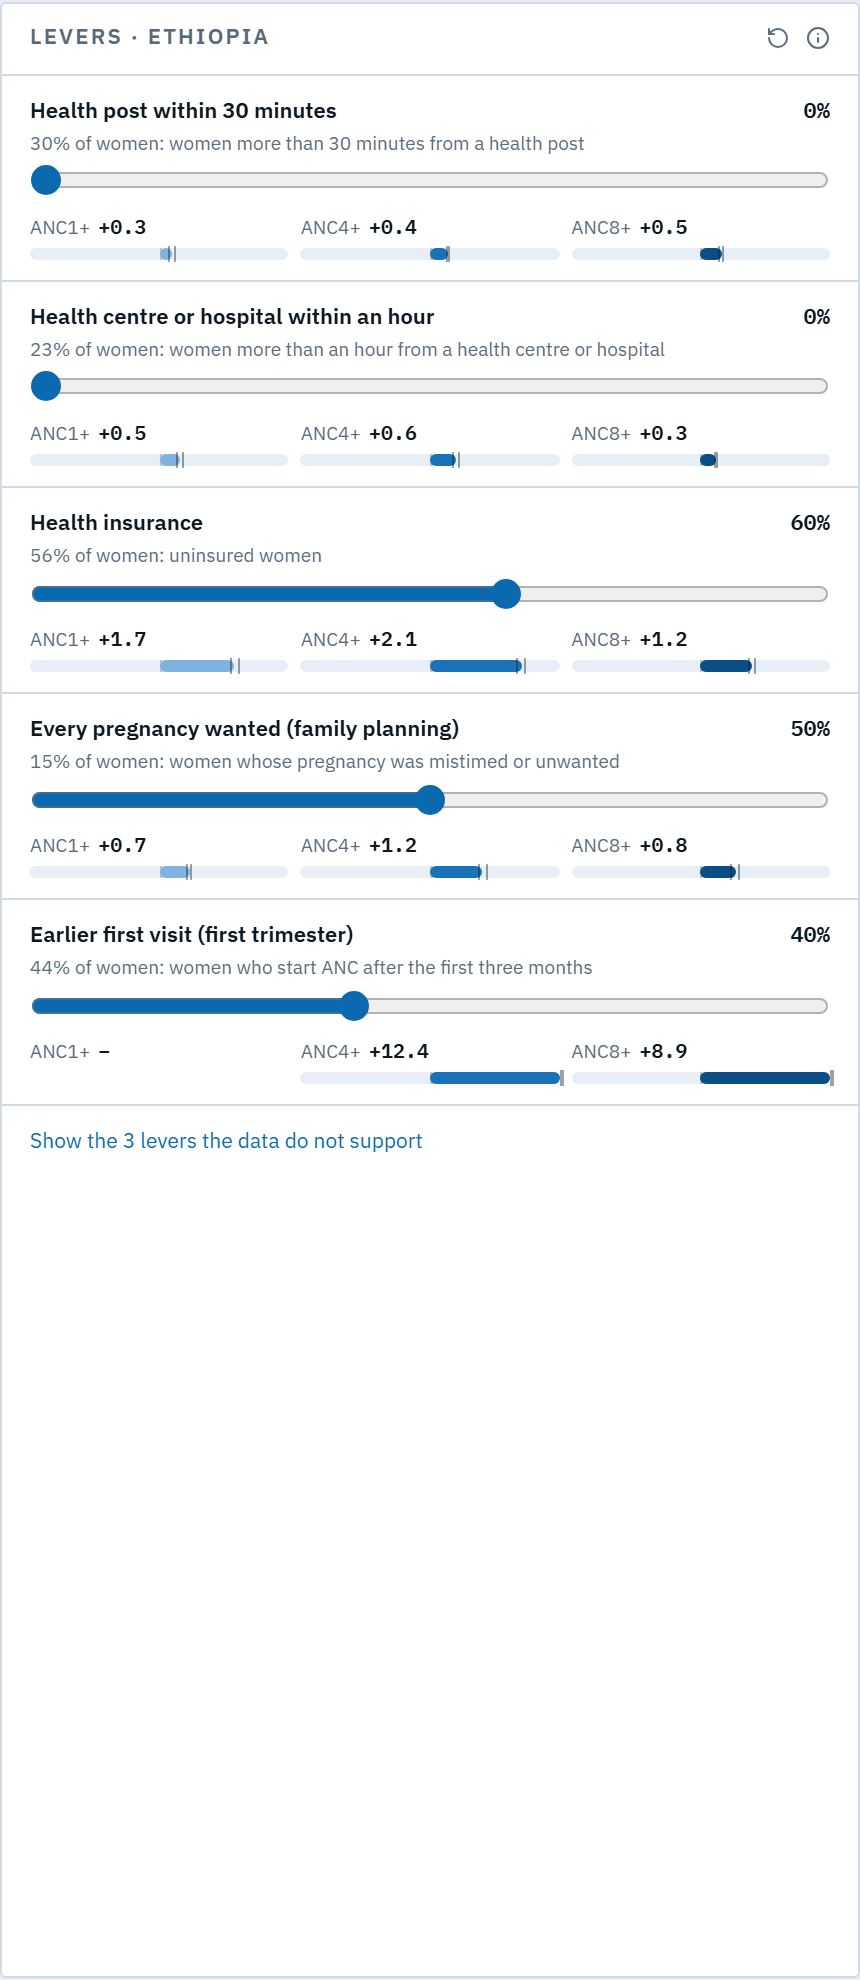 LEVERS · ETHIOPIA
Health post within 30 minutes 0%
30% of women: women more than 30 minutes from a health post
ANC1+ +0.3 ANC4+ +0.4 ANC8+ +0.5
Health centre or hospital within an hour 0%
23% of women: women more than an hour from a health centre or hospital
ANC1+ +0.5 ANC4+ +0.6 ANC8+ +0.3
Health insurance 60%
56% of women: uninsured women
ANC1+ +1.7 ANC4+ +2.1 ANC8+ +1.2
Every pregnancy wanted (family planning) 50%
15% of women: women whose pregnancy was mistimed or unwanted
ANC1+ +0.7 ANC4+ +1.2 ANC8+ +0.8
Earlier first visit (first trimester) 40%
44% of women: women who start ANC after the first three months
ANC1+ – ANC4+ +12.4 ANC8+ +8.9
Show the 3 levers the data do not support